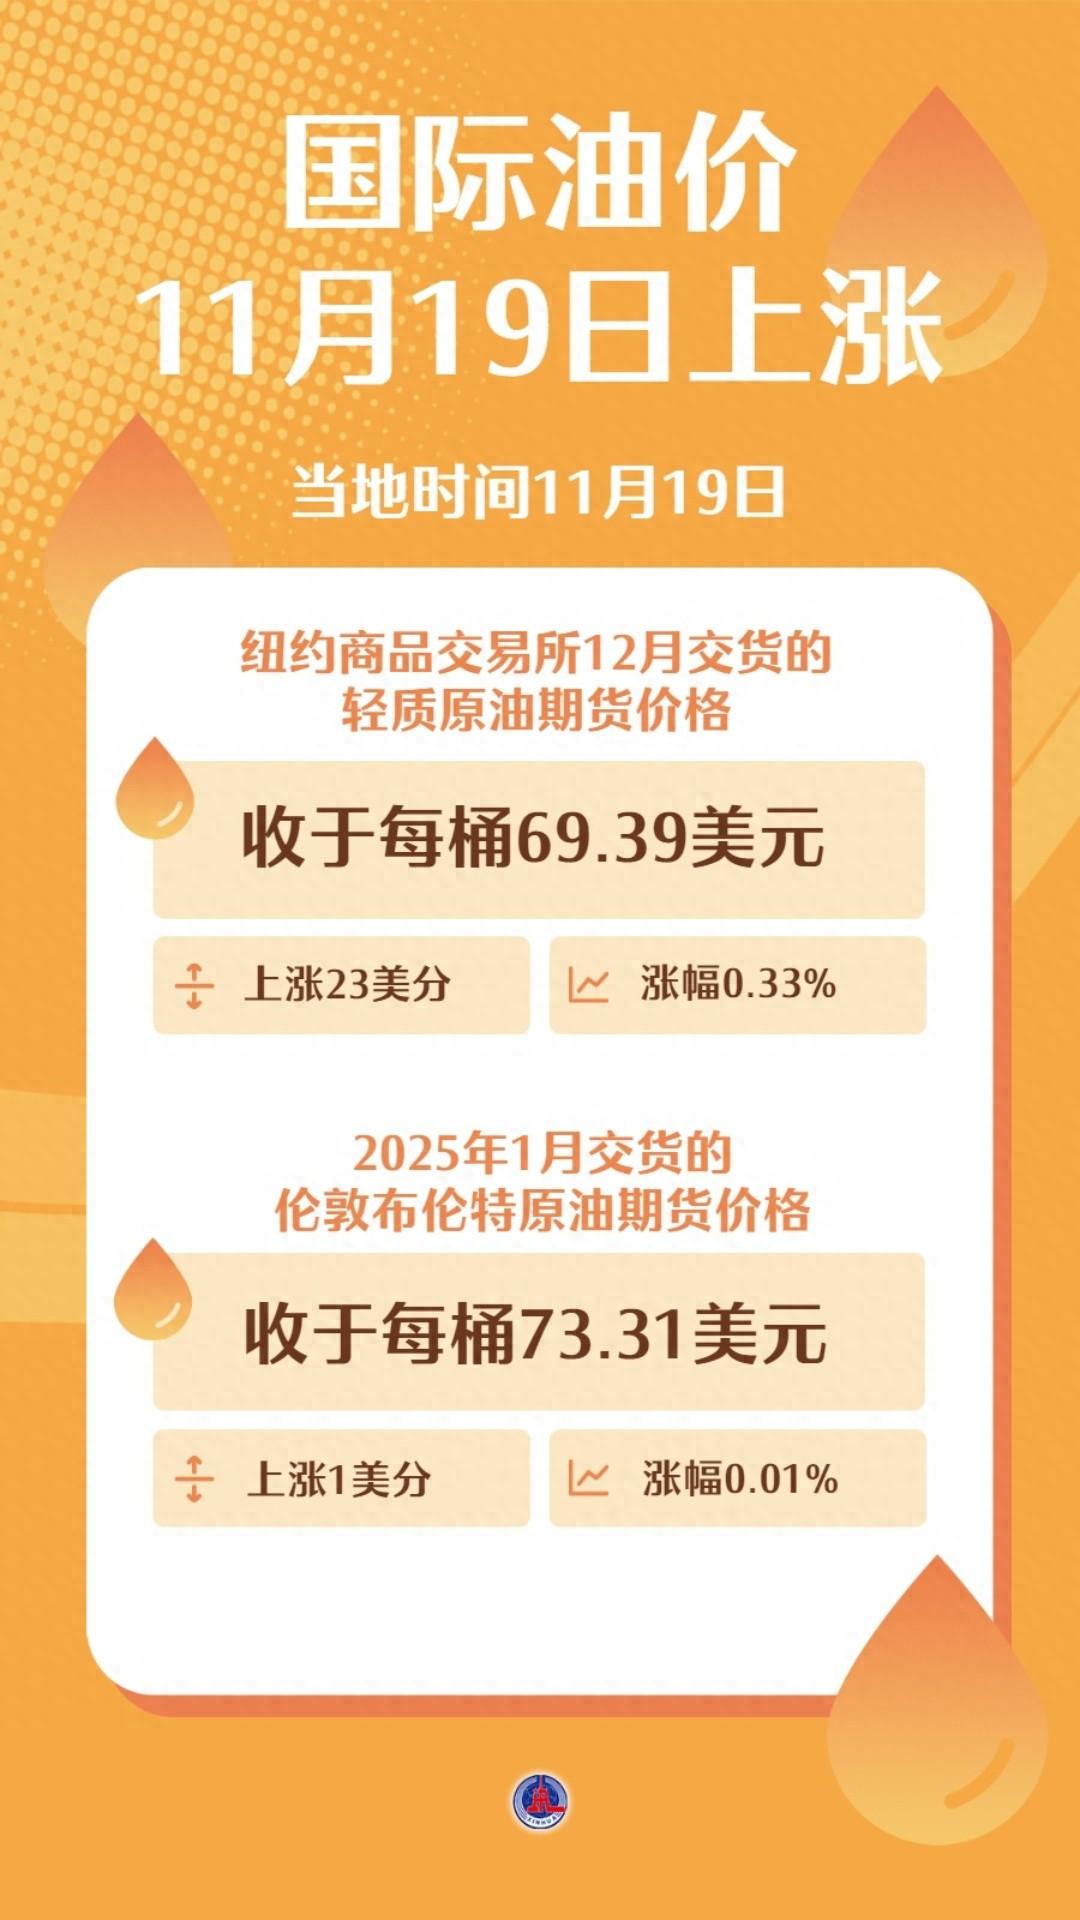 国际油价
11月19日上涨
当地时间11月19日
纽约商品交易所12月交货的
轻质原油期货价格
收于每桶69.39美元
上涨23美分
涨幅0.33%
2025年1月交货的
伦敦布伦特原油期货价格
收于每桶73.31美元
上涨1美分
涨幅0.01%
XINHUA